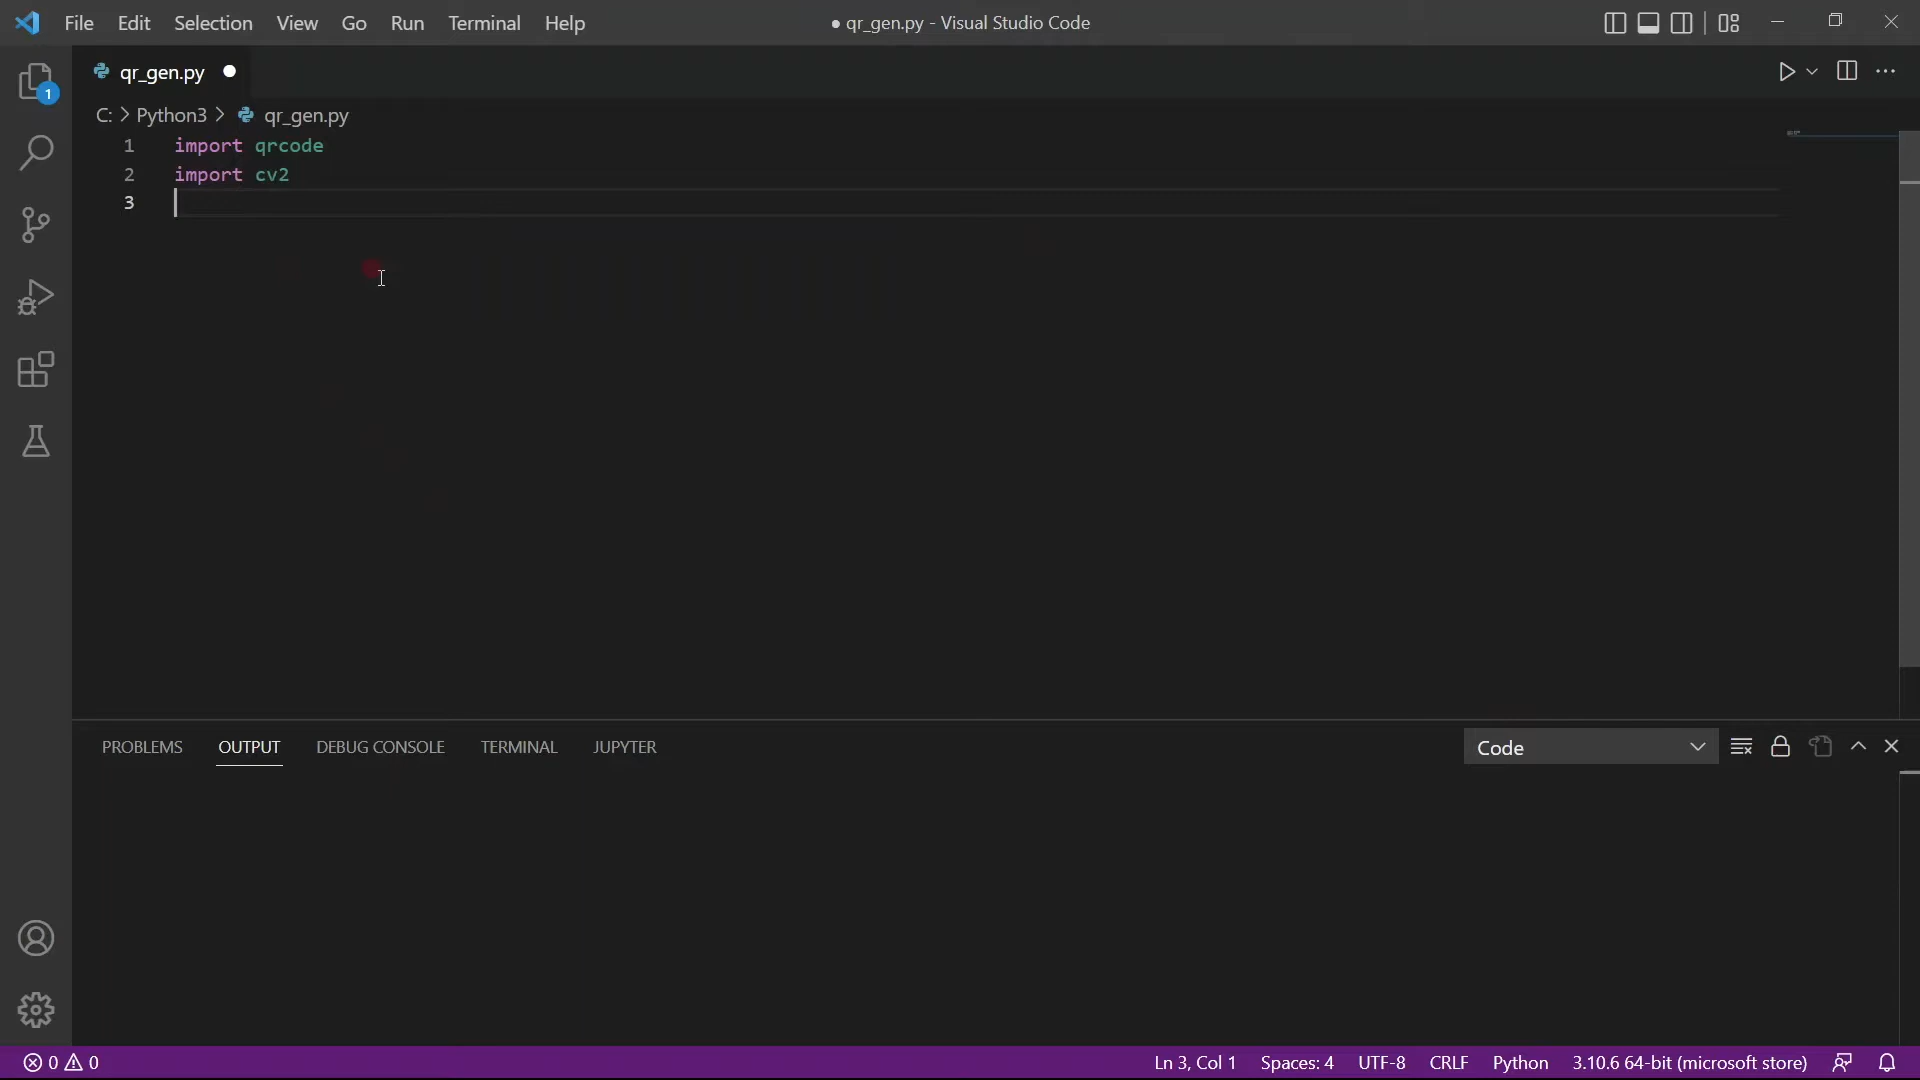 File Edit Selection View Go Run Terminal Help ● qr_gen.py - Visual Studio Code
qr_gen.py ●
1
C: > Python3 > qr_gen.py
1 import qrcode
2 import cv2
3
PROBLEMS OUTPUT DEBUG CONSOLE TERMINAL JUPYTER Code
0 0 Ln 3, Col 1 Spaces: 4 UTF-8 CRLF Python 3.10.6 64-bit (microsoft store)